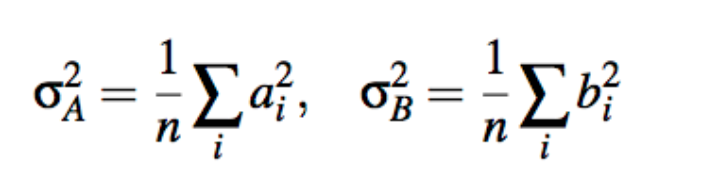 σ_A^2 = \frac{1}{n} \sum_i a_i^2, σ_B^2 = \frac{1}{n} \sum_i b_i^2